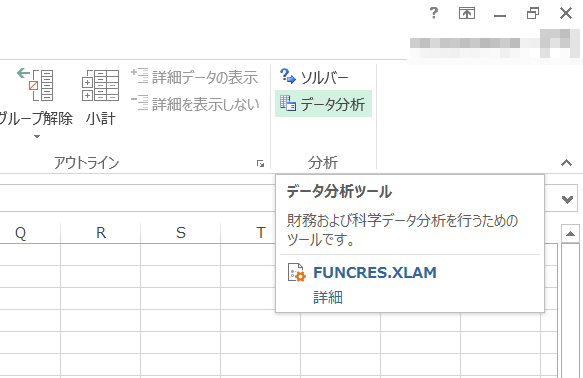 ?
詳細データの表示
詳細を表示しない
グループ解除
小計
ソルバー
データ分析
アウトライン
分析
データ分析ツール
財務および科学データ分析を行うための
ツールです。
FUNCRES.XLAM
詳細
Q R S T